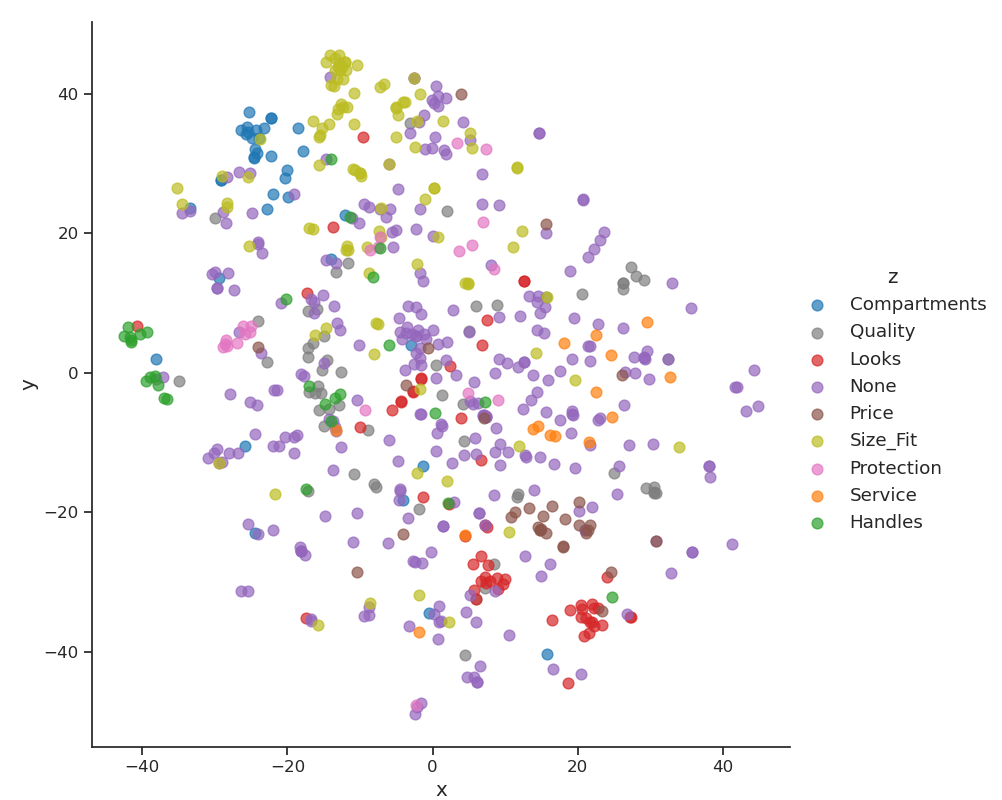 z
Compartments
Quality
Looks
None
Price
Size_Fit
Protection
Service
Handles
y
40
20
0
−20
−40
−40
−20
0
20
40
x